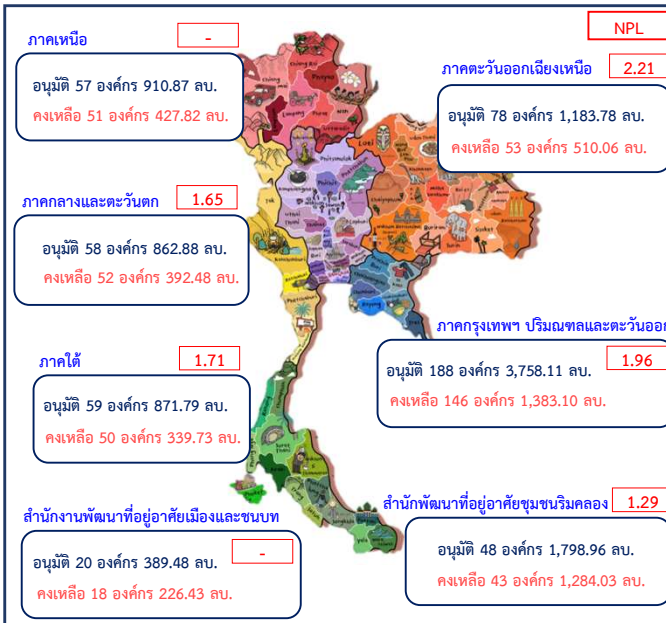 NPL
ภาคเหนือ -
อนุมัติ 57 องค์กร 910.87 ลบ.
คงเหลือ 51 องค์กร 427.82 ลบ.
ภาคตะวันออกเฉียงเหนือ 2.21
อนุมัติ 78 องค์กร 1,183.78 ลบ.
คงเหลือ 53 องค์กร 510.06 ลบ.
ภาคกลางและตะวันตก 1.65
อนุมัติ 58 องค์กร 862.88 ลบ.
คงเหลือ 52 องค์กร 392.48 ลบ.
ภาคกรุงเทพฯ ปริมณฑลและตะวันออก
1.96
อนุมัติ 188 องค์กร 3,758.11 ลบ.
คงเหลือ 146 องค์กร 1,383.10 ลบ.
ภาคใต้ 1.71
อนุมัติ 59 องค์กร 871.79 ลบ.
คงเหลือ 50 องค์กร 339.73 ลบ.
สำนักงานพัฒนาที่อยู่อาศัยเมืองและชนบท
-
อนุมัติ 20 องค์กร 389.48 ลบ.
คงเหลือ 18 องค์กร 226.43 ลบ.
สำนักพัฒนาที่อยู่อาศัยชุมชนริมคลอง 1.29
อนุมัติ 48 องค์กร 1,798.96 ลบ.
คงเหลือ 43 องค์กร 1,284.03 ลบ.
Chiang Rai
Phayao
Lampang
Phrae
Loei
Phitsanulok
Tak
Buriram
Surin
Sisaket
Rayong
Surat Thani
Phuket
Yala